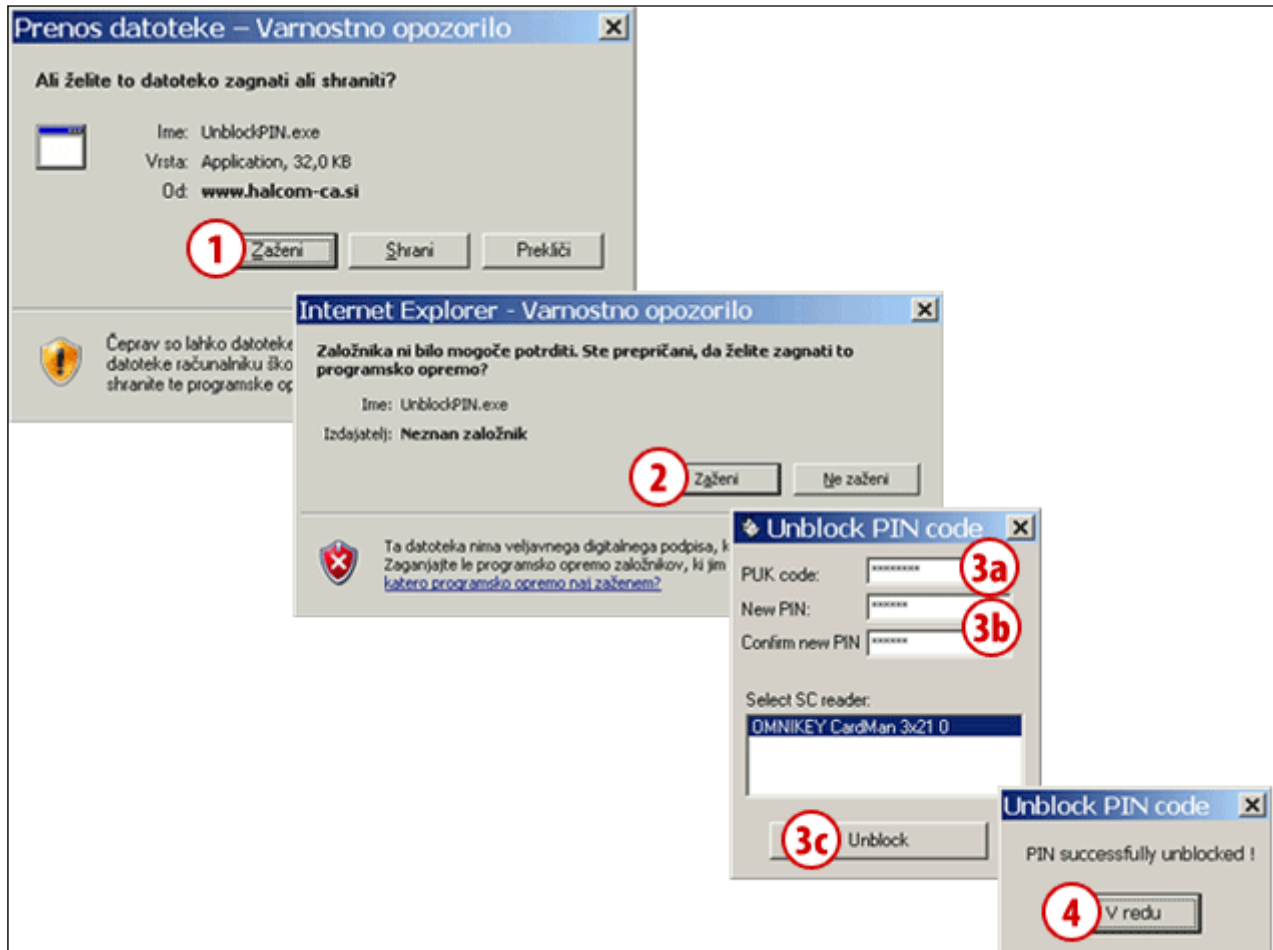 Prenos datoteke – Varnostno opozorilo
Ali želite to datoteko zagnati ali shraniti?
Ime: UnblockPIN.exe
Vrsta: Application, 32,0 KB
Od: www.halcom-ca.si
1
Zaženi
Shrani
Prekliči
Čeprav so lahko datoteke
datoteke računalniku ško
shranite te programske op
Internet Explorer - Varnostno opozorilo
Založnika ni bilo mogoče potrditi. Ste prepričani, da želite zagnati to
programsko opremo?
Ime: UnblockPIN.exe
Izdajatelj: Neznan založnik
2
Zaženi
Ne zaženi
Ta datoteka nima veljavnega digitalnega podpisa, k
Zaganjajte le programsko opremo založnikov, ki jim
katero programsko opremo naj zaženem?
Unblock PIN code
PUK code: ********
3a
New PIN: ******
3b
Confirm new PIN ******
Select SC reader:
OMNIKEY CardMan 3x21 0
3c
Unblock
Unblock PIN code
PIN successfully unblocked !
4
V redu